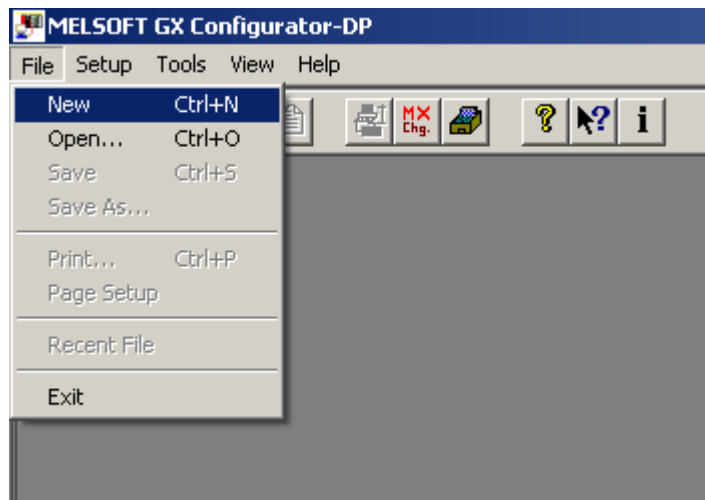 MELSOFT GX Configurator-DP
File Setup Tools View Help
New Ctrl+N
MX
Chg.
? ? i
Open... Ctrl+O
Save Ctrl+S
Save As...
Print... Ctrl+P
Page Setup
Recent File
Exit